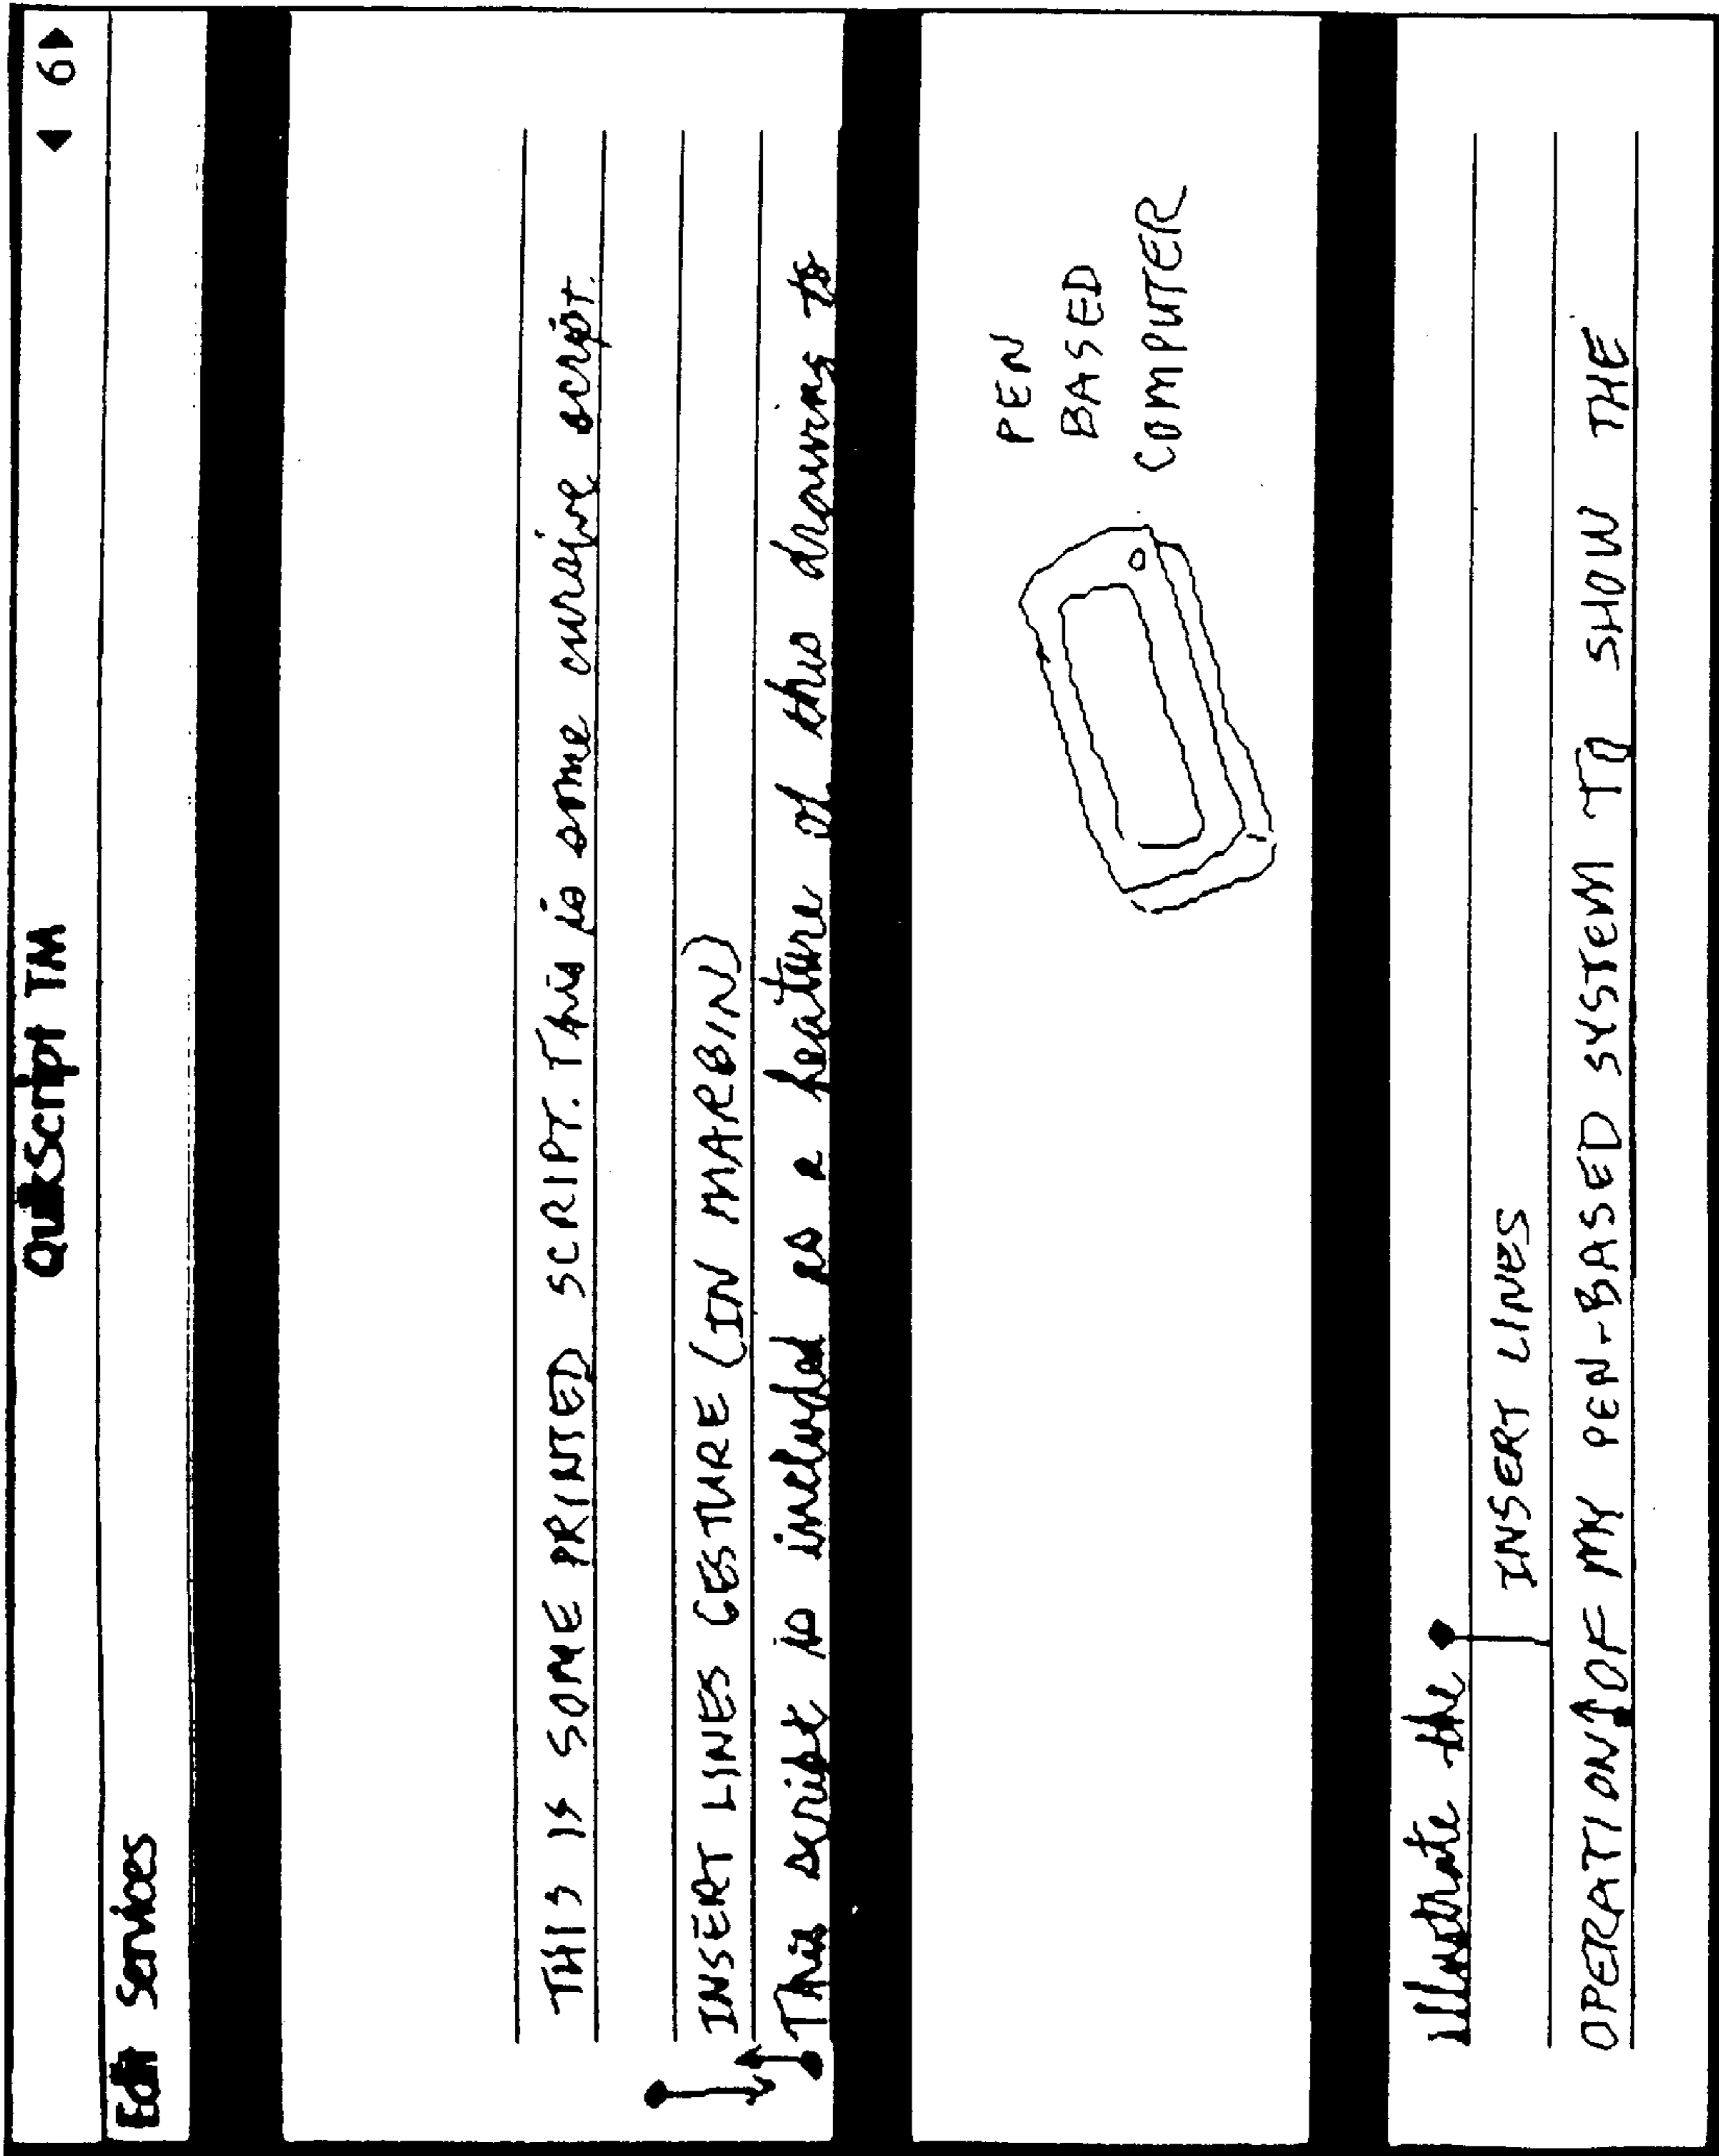 QuikScript TM ◀ 6▶
Edit Services
THIS IS SOME PRINTED SCRIPT. This is some cursive script.
INSERT LINES GESTURE (IN MARGIN)
This script is included as a feature of this drawing to
PEN
BASED
COMPUTER
illustrate the
INSERT LINES
OPERATION OF MY PEN-BASED SYSTEM TO SHOW THE